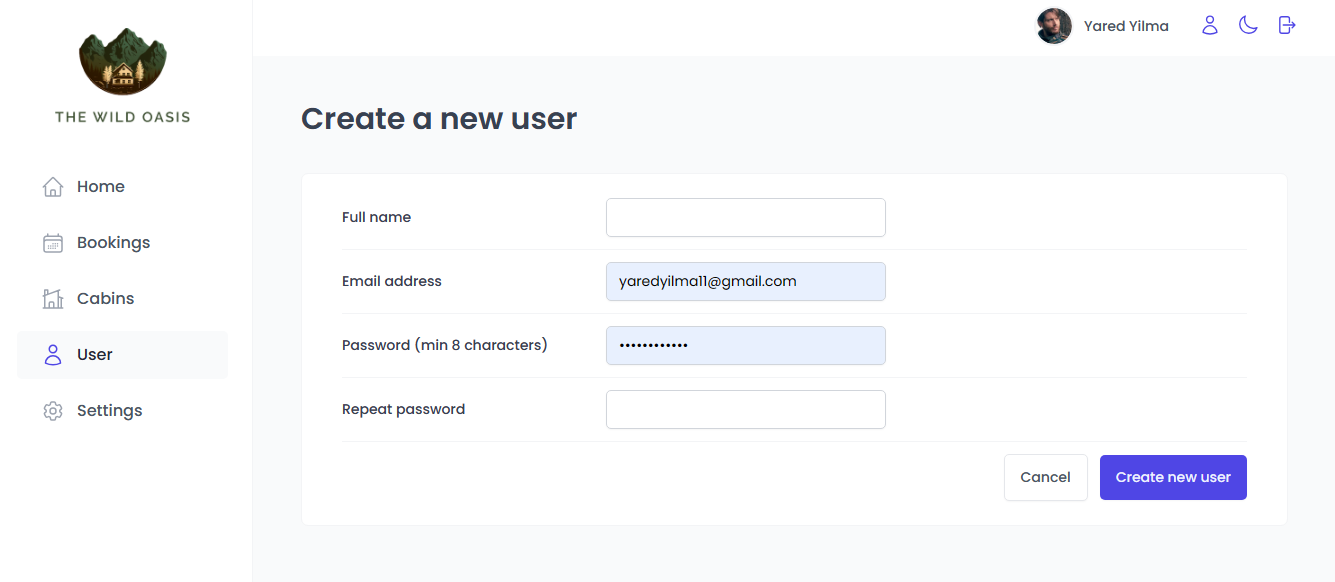 THE WILD OASIS
Home
Bookings
Cabins
User
Settings
Yared Yilma
Create a new user
Full name
Email address
yaredyilma11@gmail.com
Password (min 8 characters)
••••••••••••
Repeat password
Cancel
Create new user